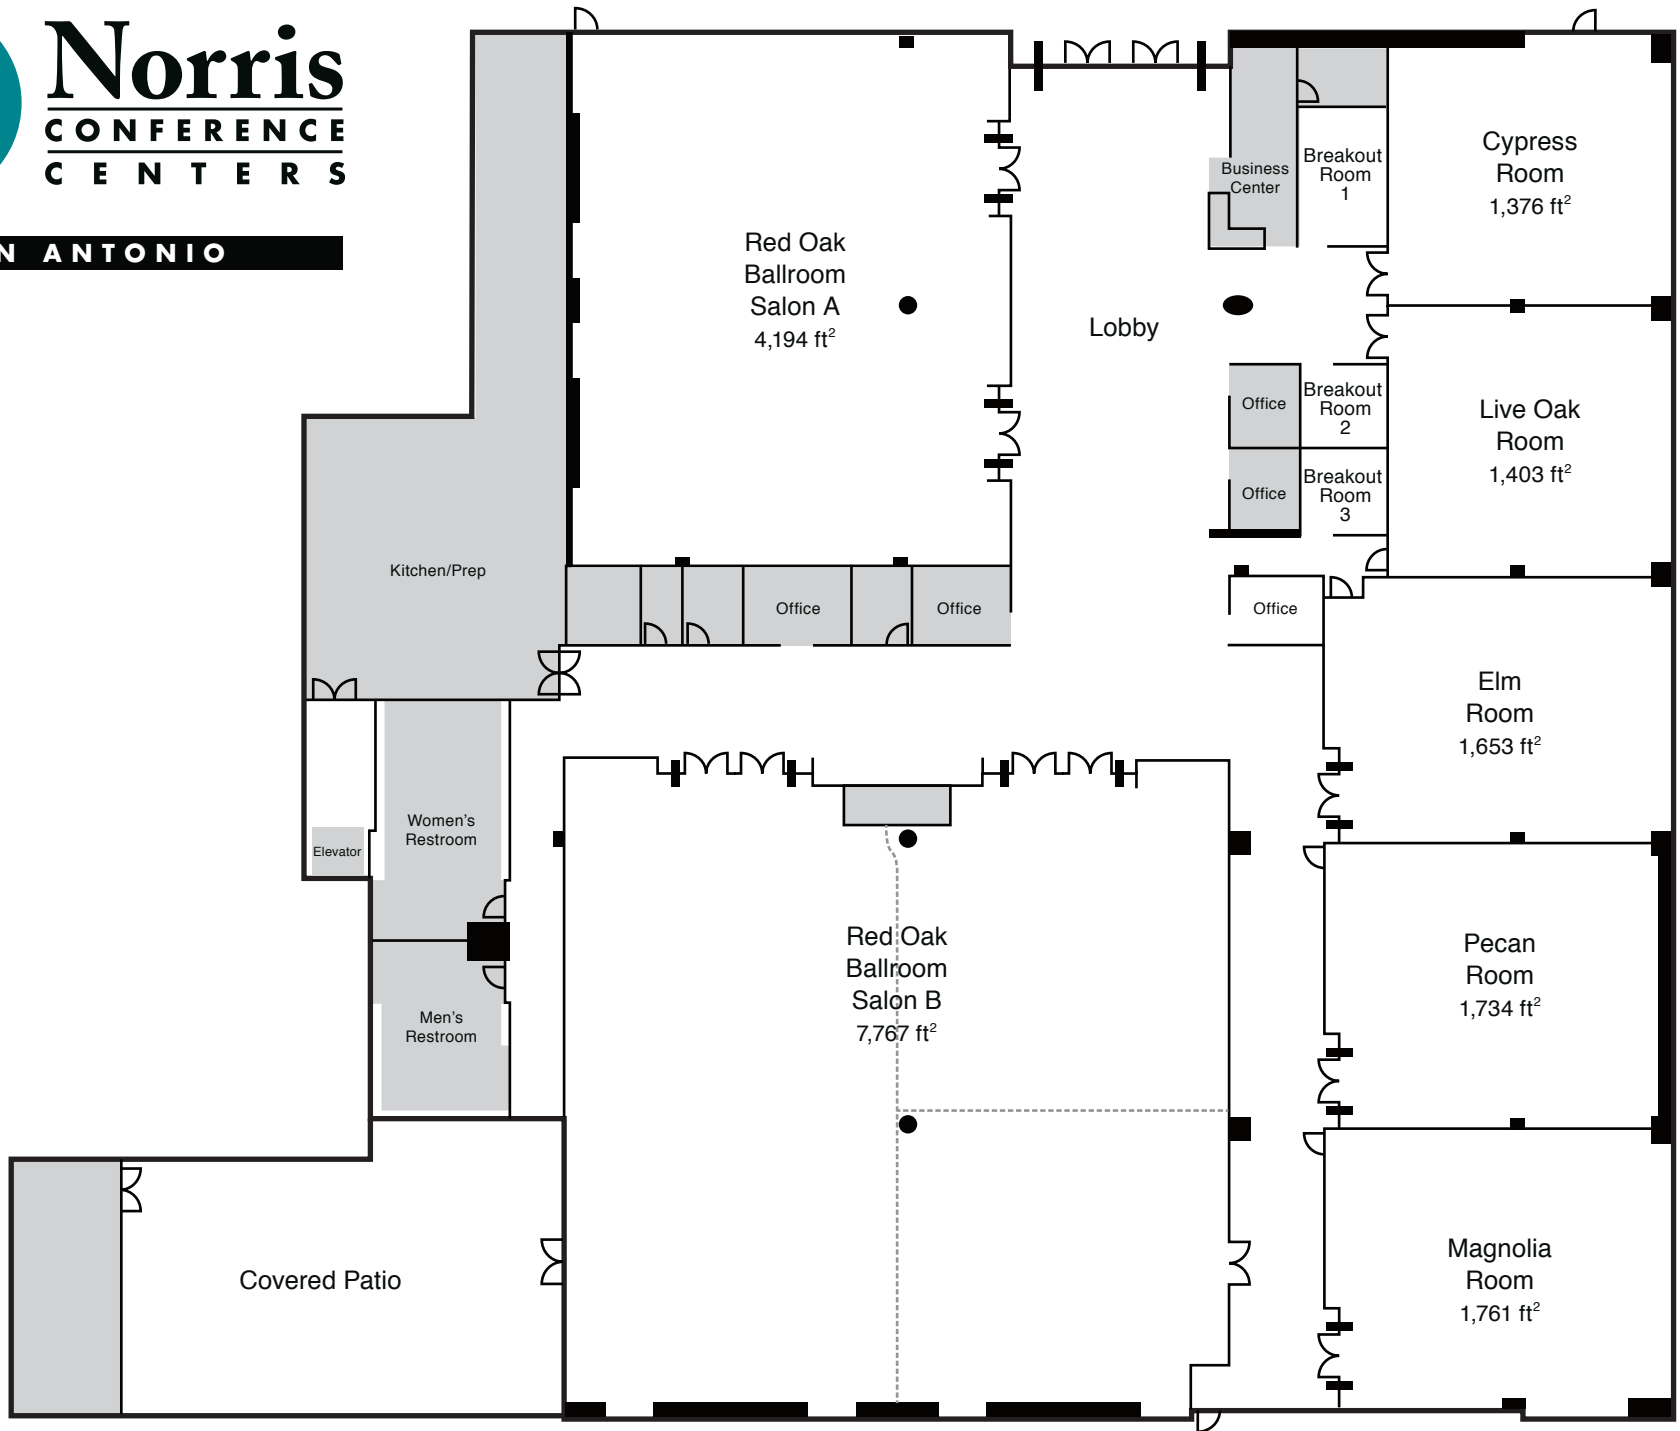 Norris
CONFERENCE
CENTERS
N ANTONIO
Red Oak
Ballroom
Salon A
4,194 ft²
Lobby
Business
Center
Breakout
Room
1
Cypress
Room
1,376 ft²
Office
Breakout
Room
2
Office
Breakout
Room
3
Live Oak
Room
1,403 ft²
Kitchen/Prep
Office
Office
Office
Elm
Room
1,653 ft²
Women's
Restroom
Elevator
Red Oak
Ballroom
Salon B
7,767 ft²
Pecan
Room
1,734 ft²
Men's
Restroom
Covered Patio
Magnolia
Room
1,761 ft²